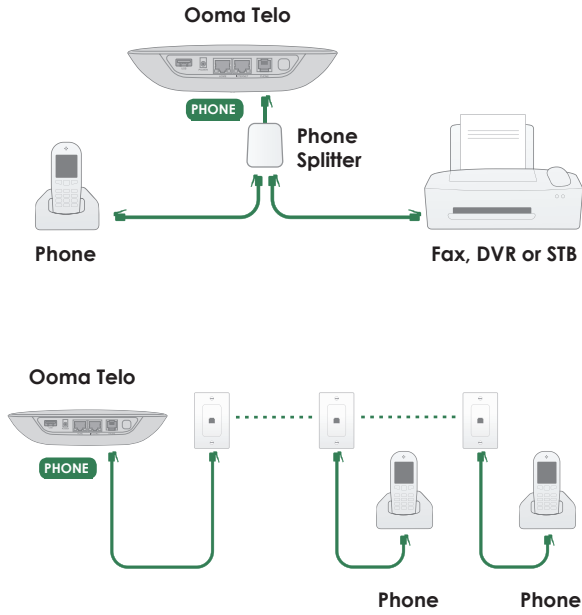 Ooma Telo
PHONE
Phone
Splitter
Phone
Fax, DVR or STB
Ooma Telo
PHONE
Phone
Phone